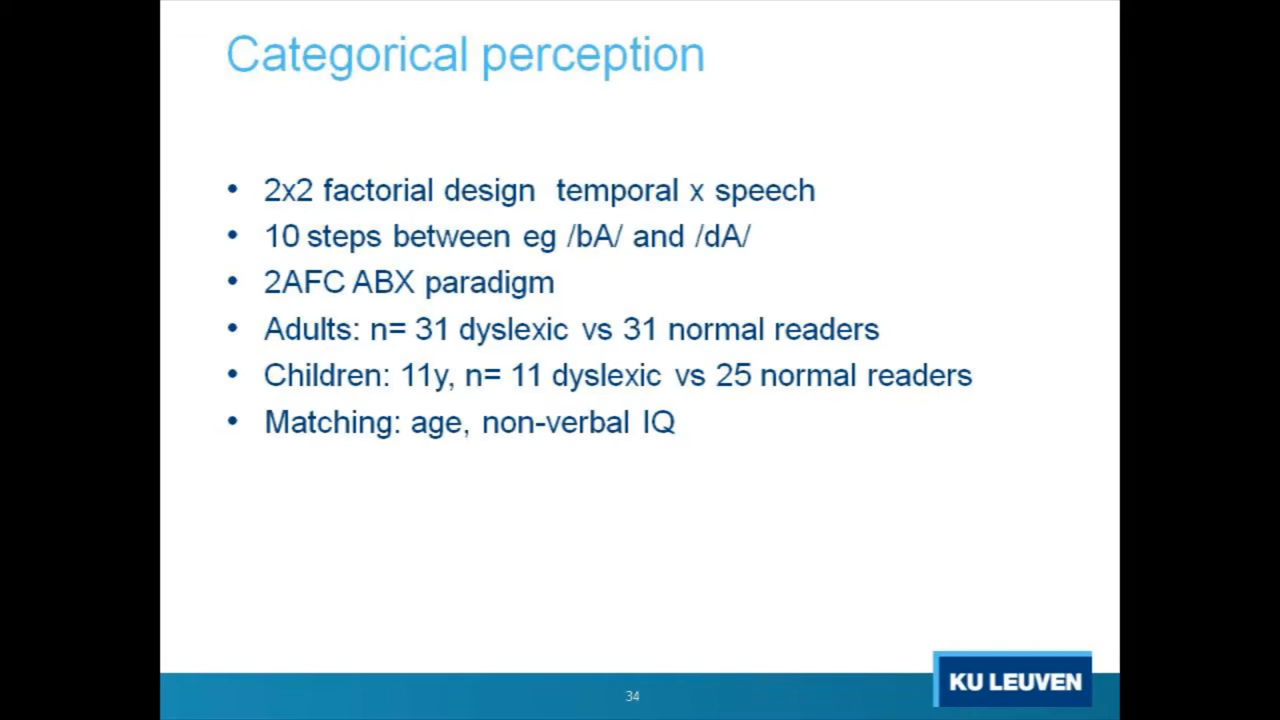 Categorical perception
• 2x2 factorial design temporal x speech
• 10 steps between eg /bA/ and /dA/
• 2AFC ABX paradigm
• Adults: n= 31 dyslexic vs 31 normal readers
• Children: 11y, n= 11 dyslexic vs 25 normal readers
• Matching: age, non-verbal IQ
34
KU LEUVEN